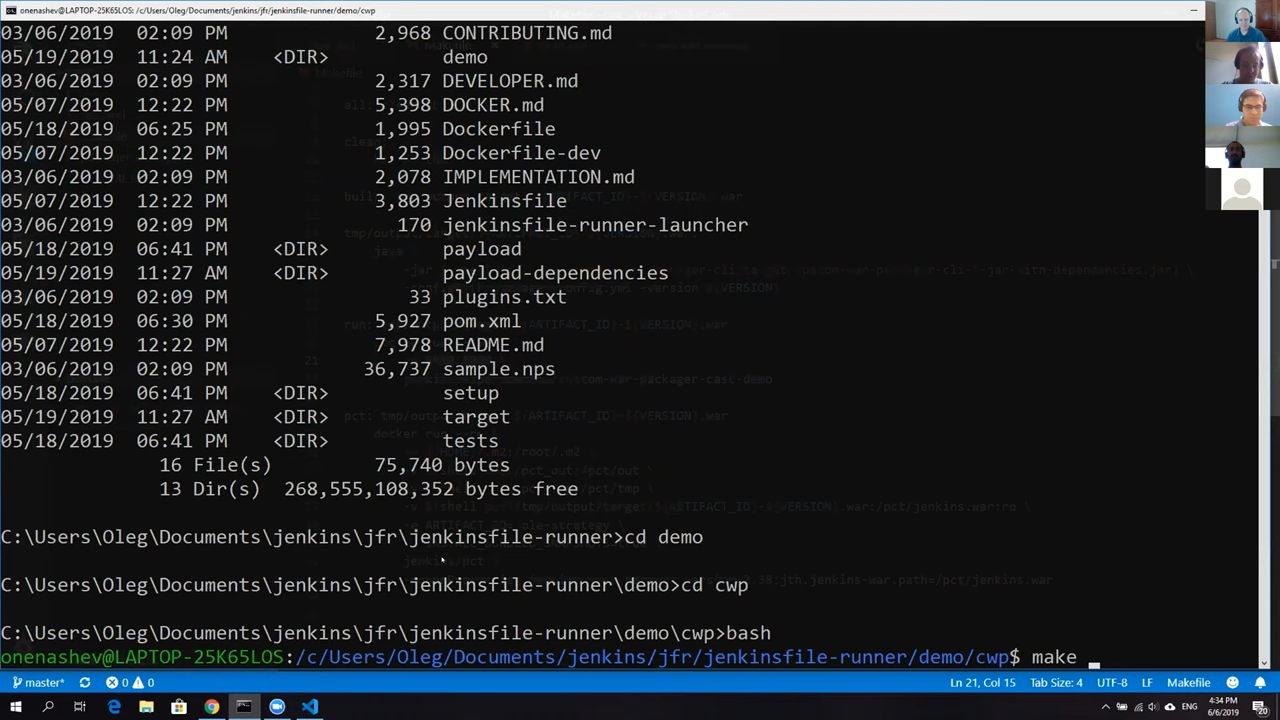 onenashev@LAPTOP-25K65LOS: /c/Users/Oleg/Documents/jenkins/jfr/jenkinsfile-runner/demo/cwp
03/06/2019 02:09 PM 2,968 CONTRIBUTING.md
05/19/2019 11:24 AM <DIR> demo
03/06/2019 02:09 PM 2,317 DEVELOPER.md
05/07/2019 12:22 PM 5,398 DOCKER.md
05/18/2019 06:25 PM 1,995 Dockerfile
05/07/2019 12:22 PM 1,253 Dockerfile-dev
03/06/2019 02:09 PM 2,078 IMPLEMENTATION.md
05/07/2019 12:22 PM 3,803 Jenkinsfile
03/06/2019 02:09 PM 170 jenkinsfile-runner-launcher
05/18/2019 06:41 PM <DIR> payload
05/19/2019 11:27 AM <DIR> payload-dependencies
03/06/2019 02:09 PM 33 plugins.txt
05/18/2019 06:30 PM 5,927 pom.xml
05/07/2019 12:22 PM 7,978 README.md
03/06/2019 02:09 PM 36,737 sample.nps
05/18/2019 06:41 PM <DIR> setup
05/19/2019 11:27 AM <DIR> target
05/18/2019 06:41 PM <DIR> tests
16 File(s) 75,740 bytes
13 Dir(s) 268,555,108,352 bytes free
C:\Users\Oleg\Documents\jenkins\jfr\jenkinsfile-runner>cd demo
C:\Users\Oleg\Documents\jenkins\jfr\jenkinsfile-runner\demo>cd cwp
C:\Users\Oleg\Documents\jenkins\jfr\jenkinsfile-runner\demo\cwp>bash
onenashev@LAPTOP-25K65LOS:/c/Users/Oleg/Documents/jenkins/jfr/jenkinsfile-runner/demo/cwp$ make
master* 0 0 Ln 21, Col 15 Tab Size: 4 UTF-8 LF Makefile
ENG 4:34 PM
6/6/2019 20